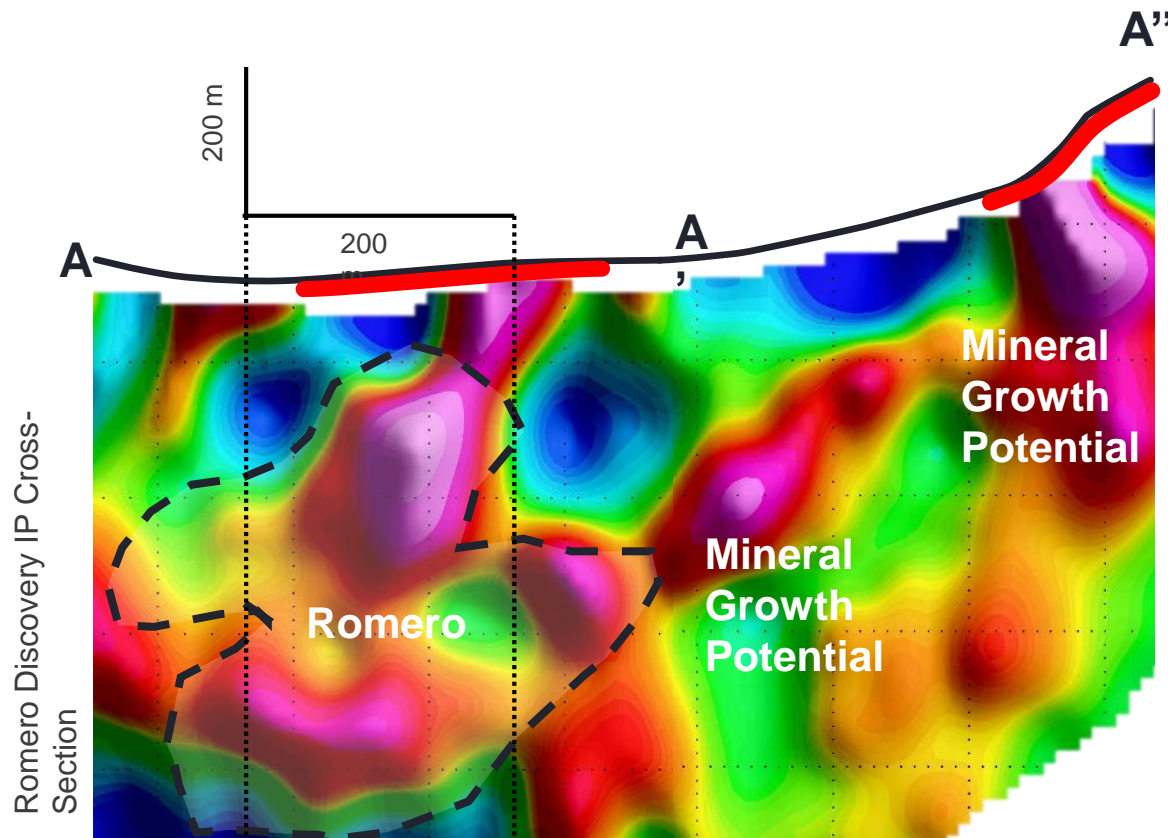 A”
200 m
200
m
A
A
’
Mineral
Growth
Potential
Mineral
Growth
Potential
Romero
Romero Discovery IP Cross-
Section